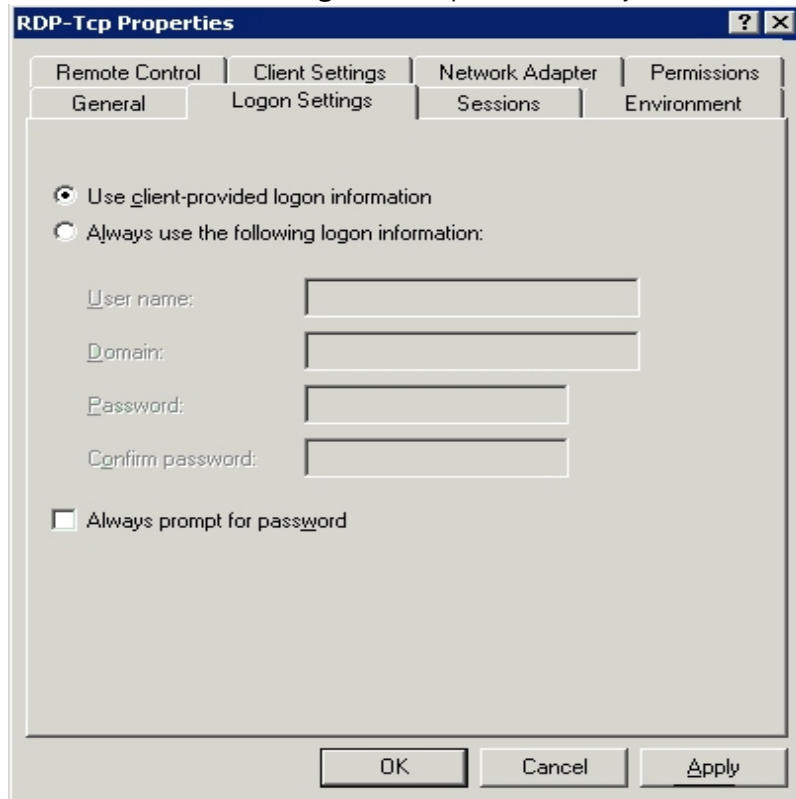 RDP-Tcp Properties
Remote Control Client Settings Network Adapter Permissions
General Logon Settings Sessions Environment
Use client-provided logon information
Always use the following logon information:
User name:
Domain:
Password:
Confirm password:
Always prompt for password
OK Cancel Apply